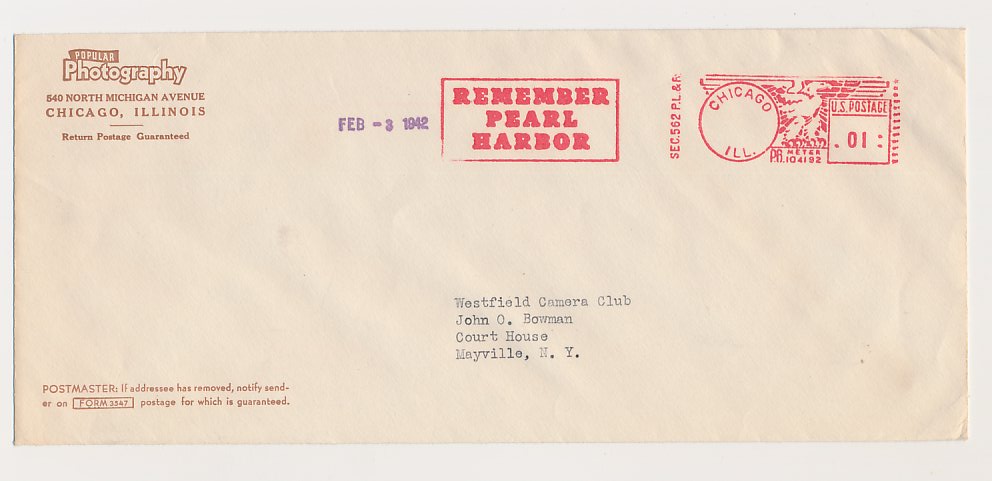 POPULAR
Photography
540 NORTH MICHIGAN AVENUE
CHICAGO, ILLINOIS
Return Postage Guaranteed
FEB -3 1942
REMEMBER
PEARL
HARBOR
SEC.562 P.L.&R.
CHICAGO
ILL.
P.B. METER
104192
U.S. POSTAGE
.01:
Westfield Camera Club
John O. Bowman
Court House
Mayville, N. Y.
POSTMASTER: If addressee has removed, notify send-
er on FORM 3547 postage for which is guaranteed.